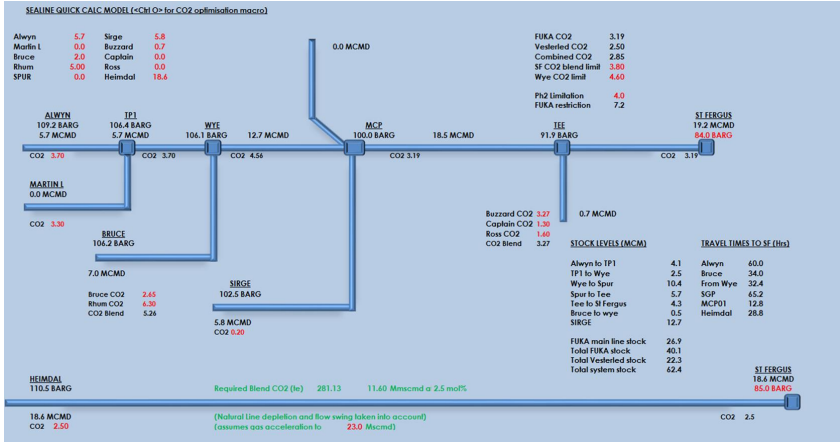 SEALINE QUICK CALC MODEL (<Ctrl O> for CO2 optimisation macro)
Alwyn 5.7 Sirge 5.8
Martin L 0.0 Buzzard 0.7
Bruce 2.0 Captain 0.0
Rhum 5.00 Ross 0.0
SPUR 0.0 Heimdal 18.6
0.0 MCMD
FUKA CO2 3.19
Vesterled CO2 2.50
Combined CO2 2.85
SF CO2 blend limit 3.80
Wye CO2 limit 4.60
Ph2 Limitation 4.0
FUKA restriction 7.2
ALWYN
109.2 BARG
5.7 MCMD
TP1
106.4 BARG
5.7 MCMD
WYE
106.1 BARG
12.7 MCMD
MCP
100.0 BARG
18.5 MCMD
TEE
91.9 BARG
ST FERGUS
19.2 MCMD
84.0 BARG
CO2 3.70
CO2 3.70
CO2 4.56
CO2 3.19
CO2 3.19
MARTIN L
0.0 MCMD
CO2 3.30
BRUCE
106.2 BARG
7.0 MCMD
Bruce CO2 2.65
Rhum CO2 6.30
CO2 Blend 5.26
SIRGE
102.5 BARG
5.8 MCMD
CO2 0.20
Buzzard CO2 3.27
Captain CO2 1.30
Ross CO2 1.60
CO2 Blend 3.27
0.7 MCMD
STOCK LEVELS (MCM)
Alwyn to TP1 4.1
TP1 to Wye 2.5
Wye to Spur 10.4
Spur to Tee 5.7
Tee to St Fergus 4.3
Bruce to wye 0.5
SIRGE 12.7
FUKA main line stock 26.9
Total FUKA stock 40.1
Total Vesterled stock 22.3
Total system stock 62.4
TRAVEL TIMES TO SF (Hrs)
Alwyn 60.0
Bruce 34.0
From Wye 32.4
SGP 65.2
MCP01 12.8
Heimdal 28.8
HEIMDAL
110.5 BARG
Required Blend CO2 (te) 281.13 11.60 Mmscmd @ 2.5 mol%
ST FERGUS
18.6 MCMD
85.0 BARG
18.6 MCMD
CO2 2.50
(Natural Line depletion and flow swing taken into account)
(assumes gas acceleration to 23.0 Mscmd)
CO2 2.5